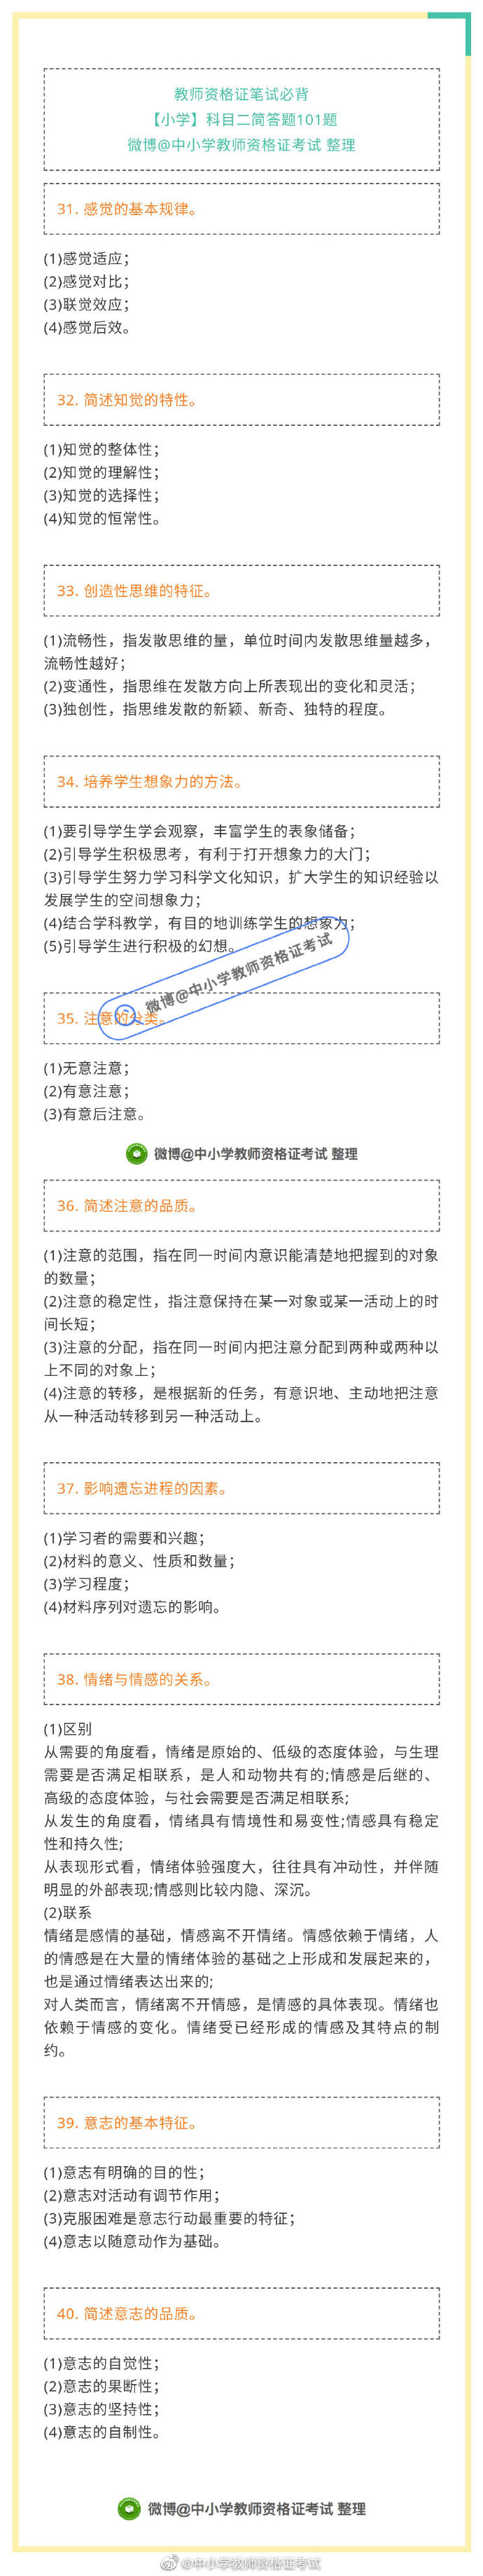 教师资格证笔试必背
【小学】科目二简答题101题
微博@中小学教师资格证考试 整理
31. 感觉的基本规律。
(1)感觉适应；
(2)感觉对比；
(3)联觉效应；
(4)感觉后效。
32. 简述知觉的特性。
(1)知觉的整体性；
(2)知觉的理解性；
(3)知觉的选择性；
(4)知觉的恒常性。
33. 创造性思维的特征。
(1)流畅性，指发散思维的量，单位时间内发散思维量越多，
流畅性越好；
(2)变通性，指思维在发散方向上所表现出的变化和灵活；
(3)独创性，指思维发散的新颖、新奇、独特的程度。
34. 培养学生想象力的方法。
(1)要引导学生学会观察，丰富学生的表象储备；
(2)引导学生积极思考，有利于打开想象力的大门；
(3)引导学生努力学习科学文化知识，扩大学生的知识经验以
发展学生的空间想象力；
(4)结合学科教学，有目的地训练学生的想象力；
(5)引导学生进行积极的幻想。
微博@中小学教师资格证考试
35. 注意的分类。
(1)无意注意；
(2)有意注意；
(3)有意后注意。
微博@中小学教师资格证考试 整理
36. 简述注意的品质。
(1)注意的范围，指在同一时间内意识能清楚地把握到的对象
的数量；
(2)注意的稳定性，指注意保持在某一对象或某一活动上的时
间长短；
(3)注意的分配，指在同一时间内把注意分配到两种或两种以
上不同的对象上；
(4)注意的转移，是根据新的任务，有意识地、主动地把注意
从一种活动转移到另一种活动上。
37. 影响遗忘进程的因素。
(1)学习者的需要和兴趣；
(2)材料的意义、性质和数量；
(3)学习程度；
(4)材料序列对遗忘的影响。
38. 情绪与情感的关系。
(1)区别
从需要的角度看，情绪是原始的、低级的态度体验，与生理
需要是否满足相联系，是人和动物共有的;情感是后继的、
高级的态度体验，与社会需要是否满足相联系;
从发生的角度看，情绪具有情境性和易变性;情感具有稳定
性和持久性;
从表现形式看，情绪体验强度大，往往具有冲动性，并伴随
明显的外部表现;情感则比较内隐、深沉。
(2)联系
情绪是感情的基础，情感离不开情绪。情感依赖于情绪，人
的情感是在大量的情绪体验的基础之上形成和发展起来的，
也是通过情绪表达出来的;
对人类而言，情绪离不开情感，是情感的具体表现。情绪也
依赖于情感的变化。情绪受已经形成的情感及其特点的制
约。
39. 意志的基本特征。
(1)意志有明确的目的性；
(2)意志对活动有调节作用；
(3)克服困难是意志行动最重要的特征；
(4)意志以随意动作为基础。
40. 简述意志的品质。
(1)意志的自觉性；
(2)意志的果断性；
(3)意志的坚持性；
(4)意志的自制性。
微博@中小学教师资格证考试 整理
@中小学教师资格证考试